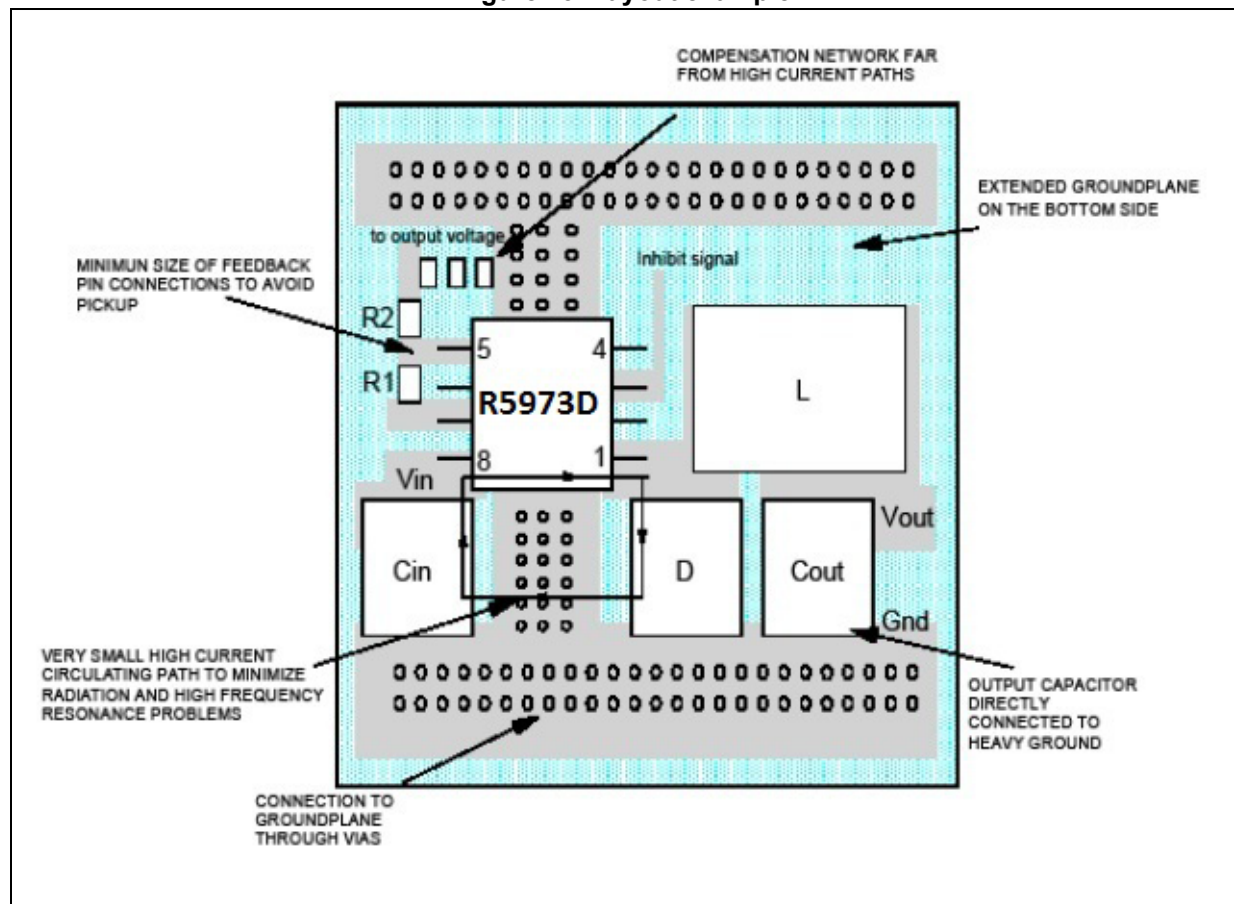 COMPENSATION NETWORK FAR
FROM HIGH CURRENT PATHS
EXTENDED GROUNDPLANE
ON THE BOTTOM SIDE
to output voltage
Inhibit signal
MINIMUN SIZE OF FEEDBACK
PIN CONNECTIONS TO AVOID
PICKUP
R2
R1
5
4
R5973D
8
1
L
Vin
Cin
D
Cout
Vout
Gnd
VERY SMALL HIGH CURRENT
CIRCULATING PATH TO MINIMIZE
RADIATION AND HIGH FREQUENCY
RESONANCE PROBLEMS
OUTPUT CAPACITOR
DIRECTLY
CONNECTED TO
HEAVY GROUND
CONNECTION TO
GROUNDPLANE
THROUGH VIAS